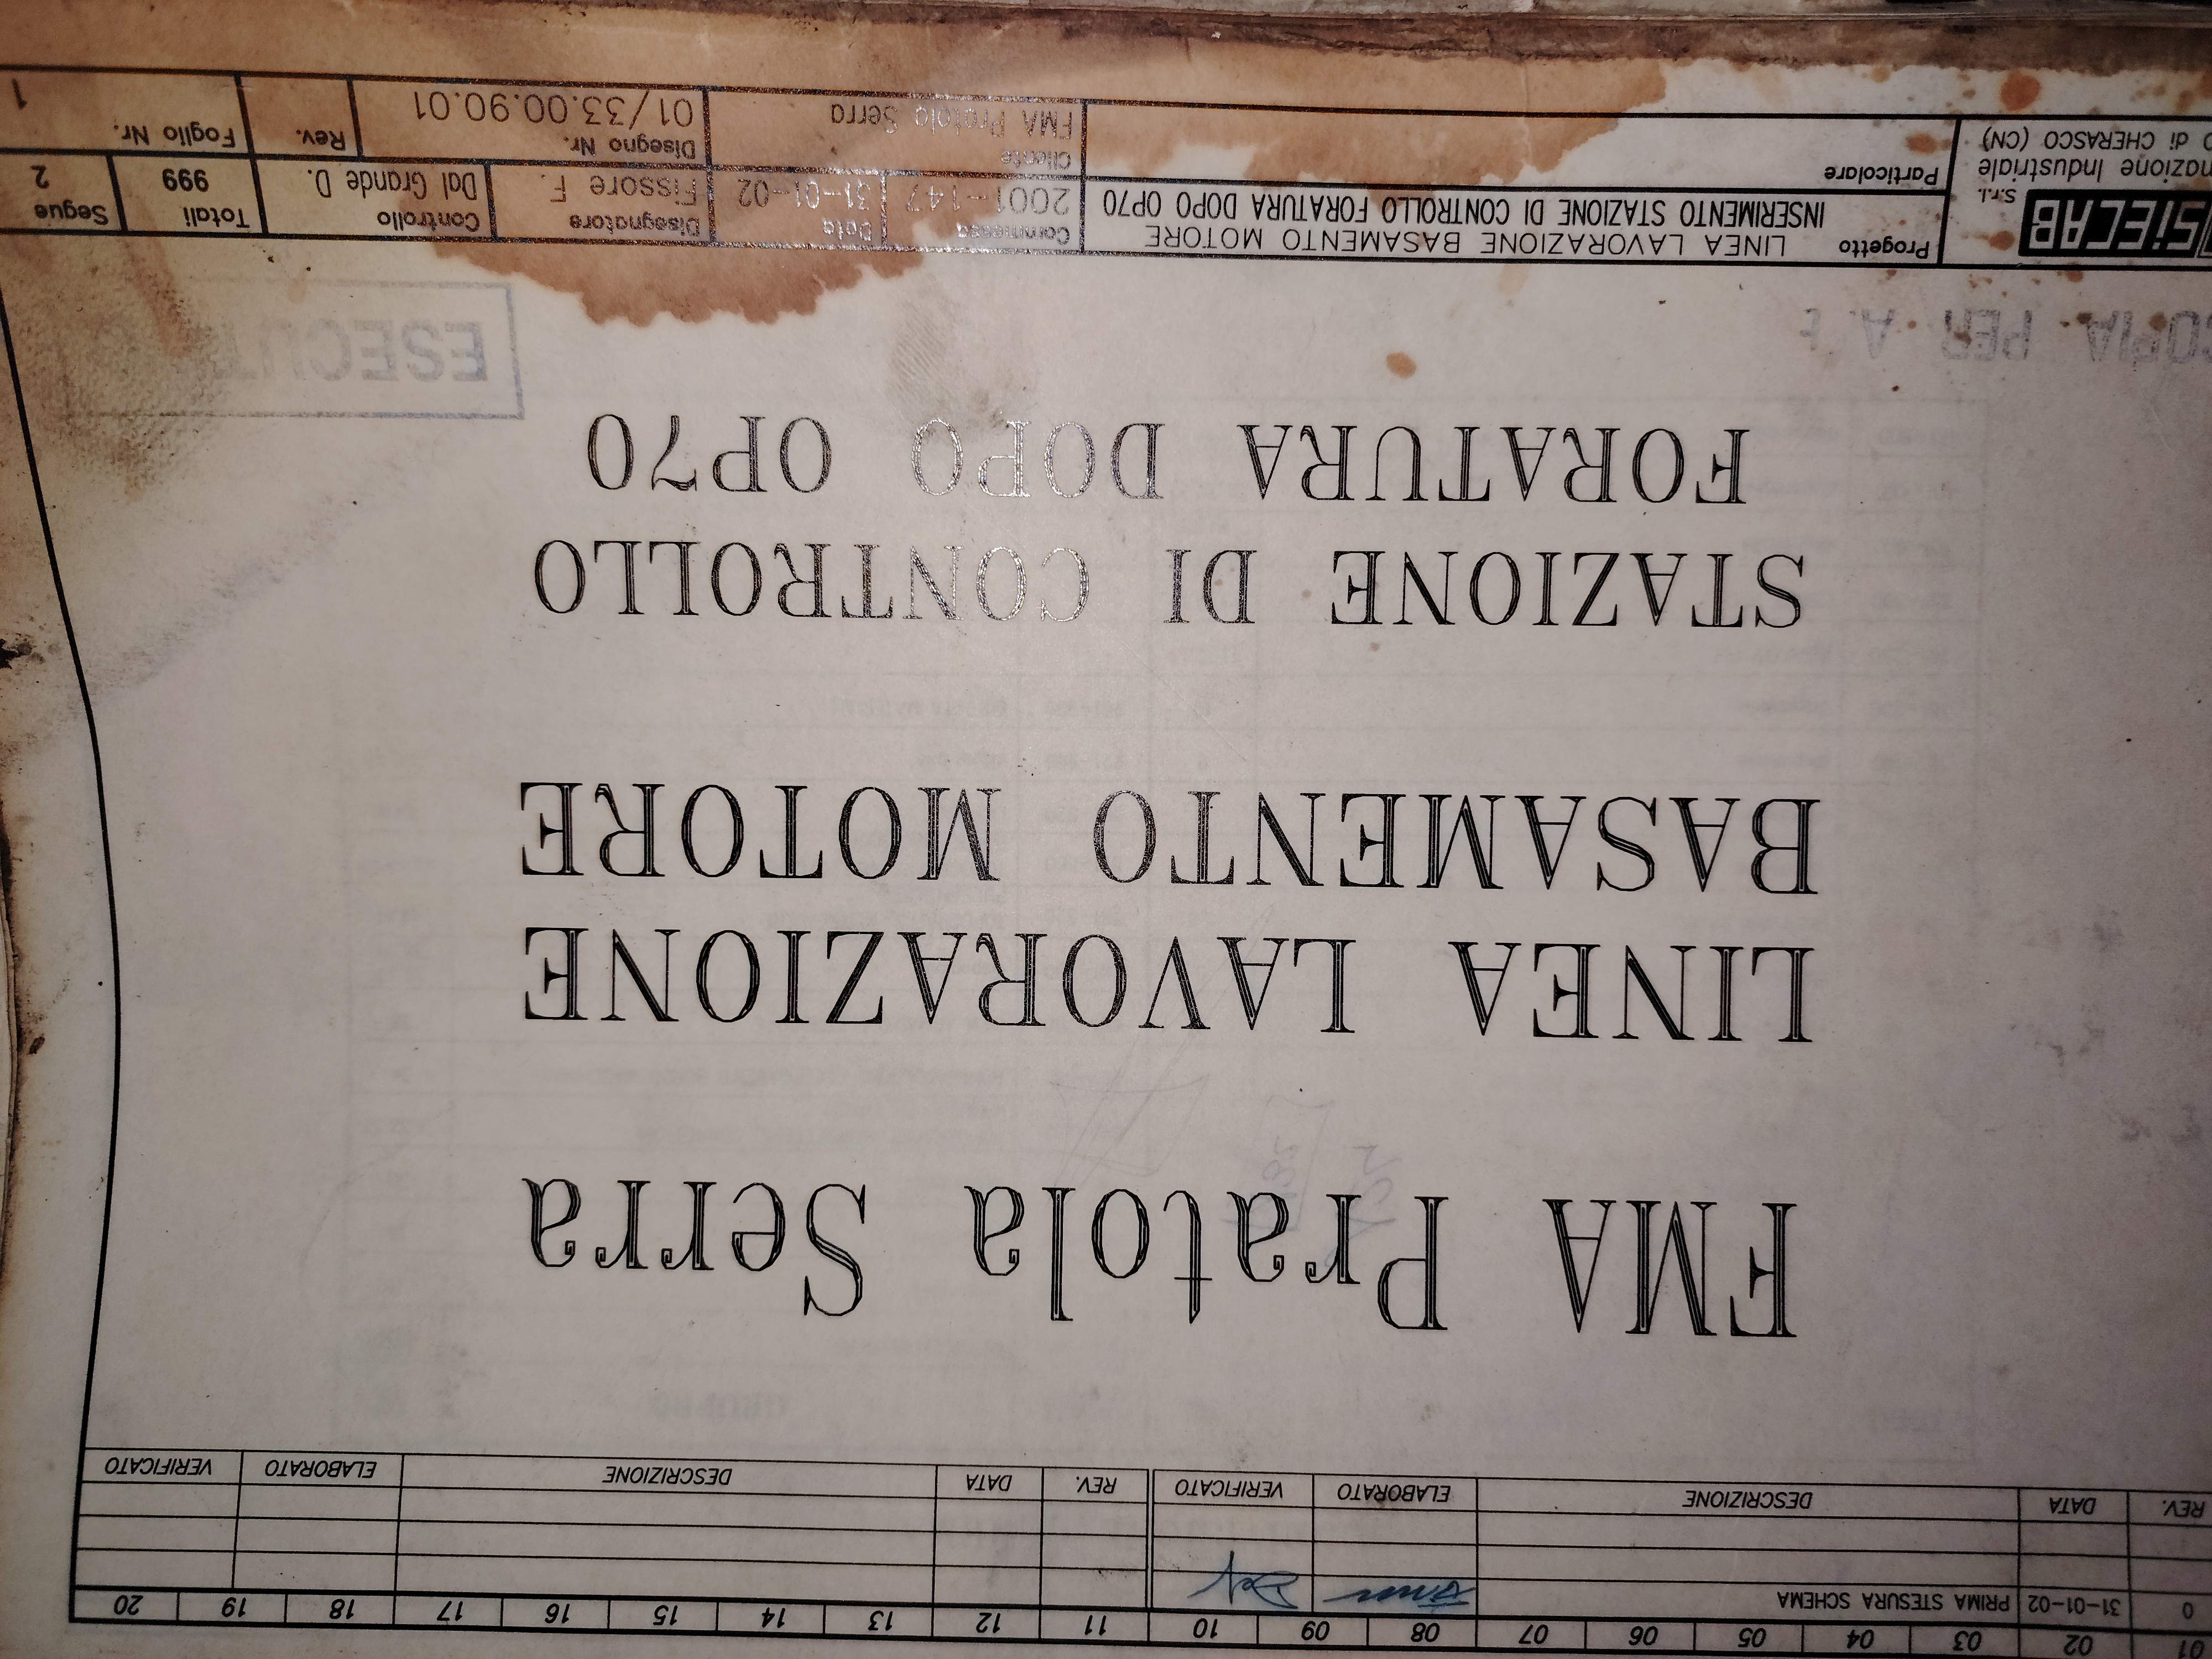 01 02 03 04 05 06 07 08 09 10 11 12 13 14 15 16 17 18 19 20
0 31-01-02 PRIMA STESURA SCHEMA
REV. DATA DESCRIZIONE ELABORATO VERIFICATO REV. DATA DESCRIZIONE ELABORATO VERIFICATO
FMA Pratola Serra
LINEA LAVORAZIONE
BASAMENTO MOTORE
STAZIONE DI CONTROLLO
FORATURA DOPO OP70
PER A.
SiELAB S.r.l.
Industriale
di CHERASCO (CN)
Progetto
LINEA LAVORAZIONE BASAMENTO MOTORE
INSERIMENTO STAZIONE DI CONTROLLO FORATURA DOPO OP70
Particolare
Commessa
2001-147
Data
31-01-02
Disegnatore
Fissore F.
Controllo
Dal Grande D.
Totali
999
Segue
2
Cliente
FMA Pratola Serra
Disegno Nr.
01/33.00.90.01
Rev.
Foglio Nr.
1